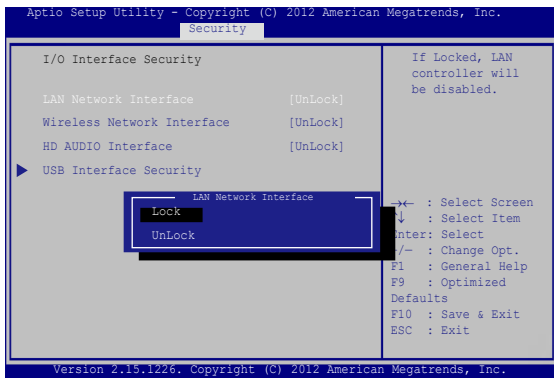 Aptio Setup Utility - Copyright (C) 2012 American Megatrends, Inc.
Security
I/O Interface Security
LAN Network Interface [UnLock]
Wireless Network Interface [UnLock]
HD AUDIO Interface [UnLock]
USB Interface Security
If Locked, LAN
controller will
be disabled.
LAN Network Interface
Lock
UnLock
→← : Select Screen
↑↓ : Select Item
Enter: Select
+/— : Change Opt.
F1 : General Help
F9 : Optimized
Defaults
F10 : Save & Exit
ESC : Exit
Version 2.15.1226. Copyright (C) 2012 American Megatrends, Inc.